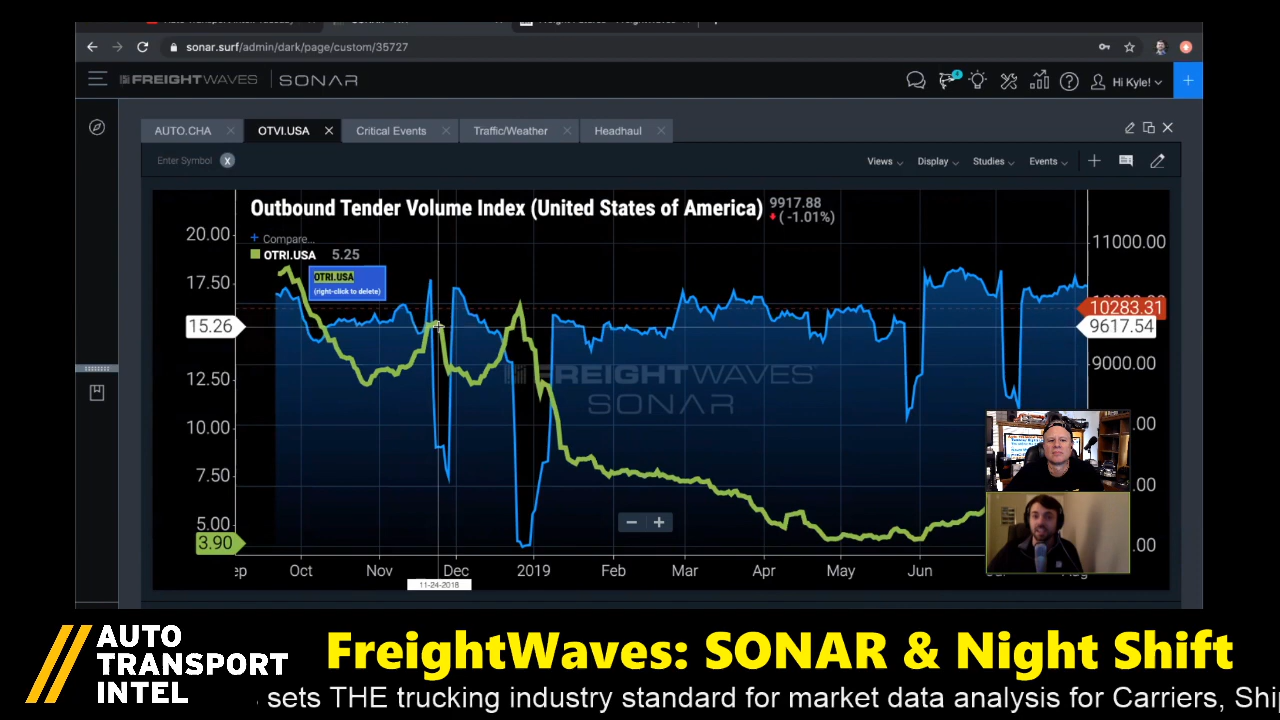 sonar.surf/admin/dark/page/custom/35727
FREIGHTWAVES SONAR
4
Hi Kyle!
AUTO.CHA OTVI.USA Critical Events Traffic/Weather Headhaul
Enter Symbol X
Views Display Studies Events
Outbound Tender Volume Index (United States of America) 9917.88
(-1.01%)
+ Compare...
OTRI.USA 5.25
OTRI.USA
(right-click to delete)
20.00
17.50
15.26
12.50
10.00
7.50
5.00
3.90
11000.00
10283.31
9617.54
9000.00
.00
.00
.00
FREIGHTWAVES
SONAR
ep Oct Nov Dec 2019 Feb Mar Apr May Jun Aug
11-24-2018
AUTO
TRANSPORT
INTEL
FreightWaves: SONAR & Night Shift
sets THE trucking industry standard for market data analysis for Carriers, Shi